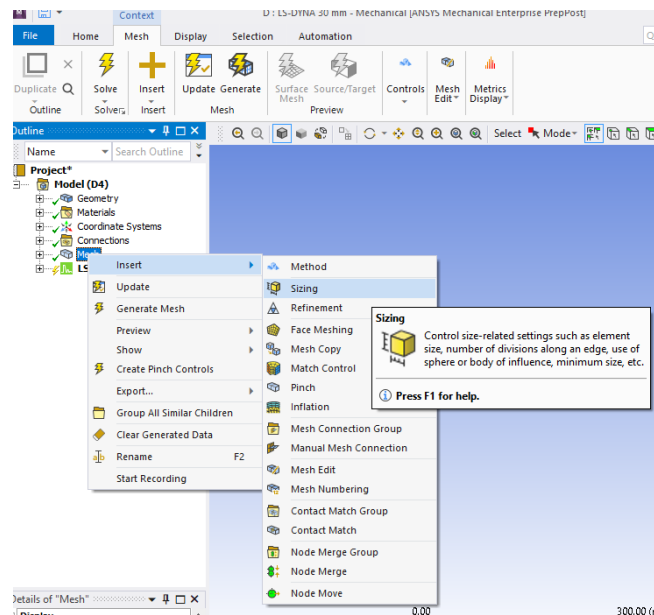 Context
D : LS-DYNA 30 mm - Mechanical [ANSYS Mechanical Enterprise PrepPost]
File Home Mesh Display Selection Automation
Duplicate Q Solve Insert Update Generate Surface Mesh Source/Target Controls Mesh Edit Metrics Display
Outline Solvers Insert Mesh Preview
Outline
Select Mode
Name Search Outline
Project*
Model (D4)
Geometry
Materials
Coordinate Systems
Connections
Mesh
LS
Insert
Update
Generate Mesh
Preview
Show
Create Pinch Controls
Export...
Group All Similar Children
Clear Generated Data
Rename F2
Start Recording
Method
Sizing
Refinement
Face Meshing
Mesh Copy
Match Control
Pinch
Inflation
Mesh Connection Group
Manual Mesh Connection
Mesh Edit
Mesh Numbering
Contact Match Group
Contact Match
Node Merge Group
Node Merge
Node Move
Sizing
Control size-related settings such as element
size, number of divisions along an edge, use of
sphere or body of influence, minimum size, etc.
Press F1 for help.
Details of "Mesh"
Display
0.00 300.00